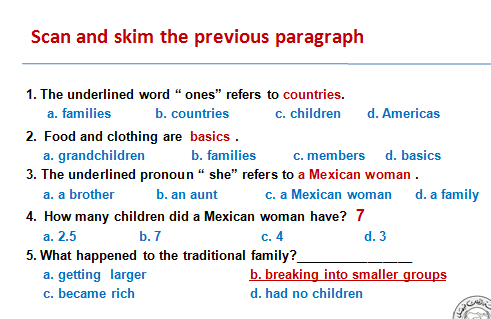 Scan and skim the previous paragraph
1. The underlined word “ ones” refers to countries.
a. families b. countries c. children d. Americas
2. Food and clothing are basics .
a. grandchildren b. families c. members d. basics
3. The underlined pronoun “ she” refers to a Mexican woman .
a. a brother b. an aunt c. a Mexican woman d. a family
4. How many children did a Mexican woman have? 7
a. 2.5 b. 7 c. 4 d. 3
5. What happened to the traditional family?________________
a. getting larger b. breaking into smaller groups
c. became rich d. had no children